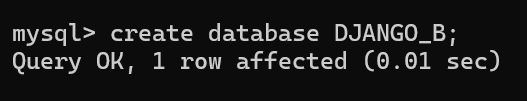 mysql> create database DJANGO_B;
Query OK, 1 row affected (0.01 sec)